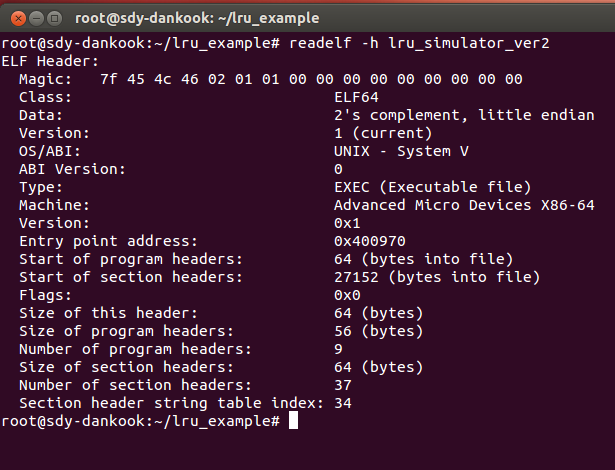 root@sdy-dankook: ~/lru_example
root@sdy-dankook:~/lru_example# readelf -h lru_simulator_ver2
ELF Header:
  Magic:   7f 45 4c 46 02 01 01 00 00 00 00 00 00 00 00 00
  Class:                             ELF64
  Data:                              2's complement, little endian
  Version:                           1 (current)
  OS/ABI:                            UNIX - System V
  ABI Version:                       0
  Type:                              EXEC (Executable file)
  Machine:                           Advanced Micro Devices X86-64
  Version:                           0x1
  Entry point address:               0x400970
  Start of program headers:          64 (bytes into file)
  Start of section headers:          27152 (bytes into file)
  Flags:                             0x0
  Size of this header:               64 (bytes)
  Size of program headers:           56 (bytes)
  Number of program headers:         9
  Size of section headers:           64 (bytes)
  Number of section headers:         37
  Section header string table index: 34
root@sdy-dankook:~/lru_example#